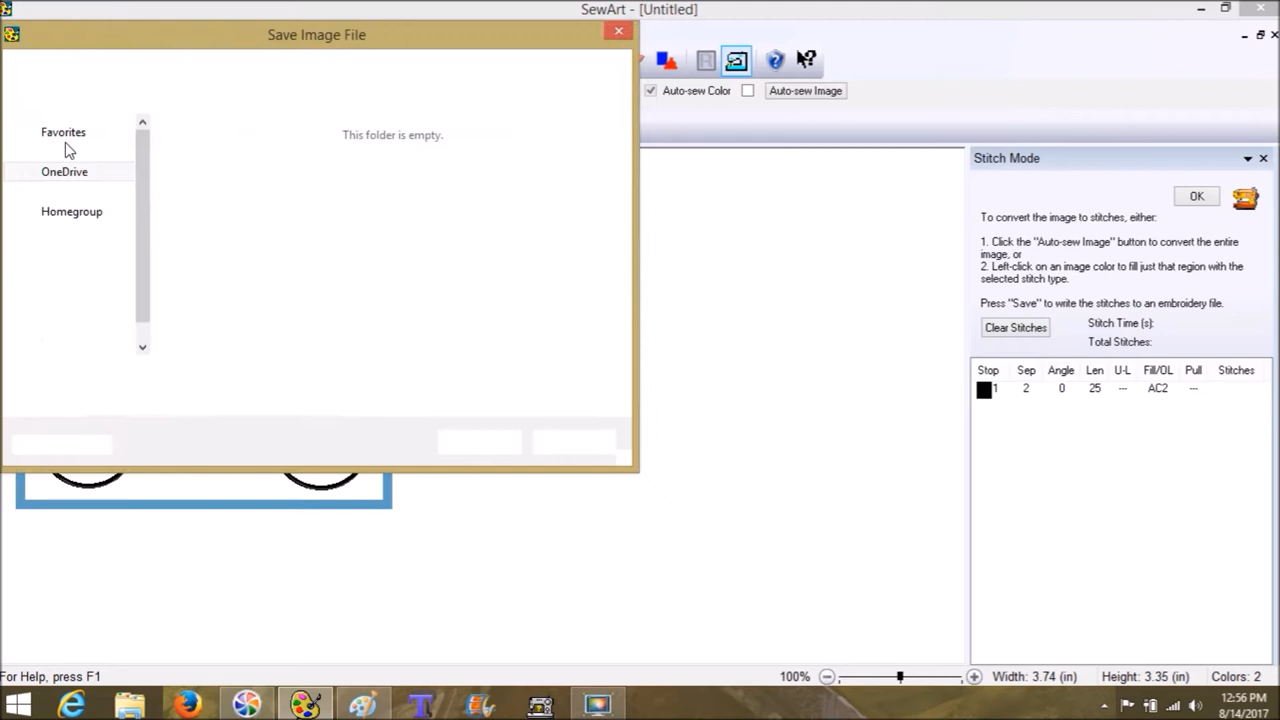 SewArt - [Untitled]
Save Image File
Auto-sew Color
Auto-sew Image
Favorites
This folder is empty.
OneDrive
Homegroup
Stitch Mode
OK
To convert the image to stitches, either:
1. Click the "Auto-sew Image" button to convert the entire
image, or
2. Left-click on an image color to fill just that region with the
selected stitch type.
Press "Save" to write the stitches to an embroidery file.
Clear Stitches
Stitch Time (s):
Total Stitches:
Stop Sep Angle Len U-L Fill/OL Pull Stitches
1 2 0 25 --- AC2 ---
For Help, press F1
100%
Width: 3.74 (in)
Height: 3.35 (in)
Colors: 2
12:56 PM
8/14/2017